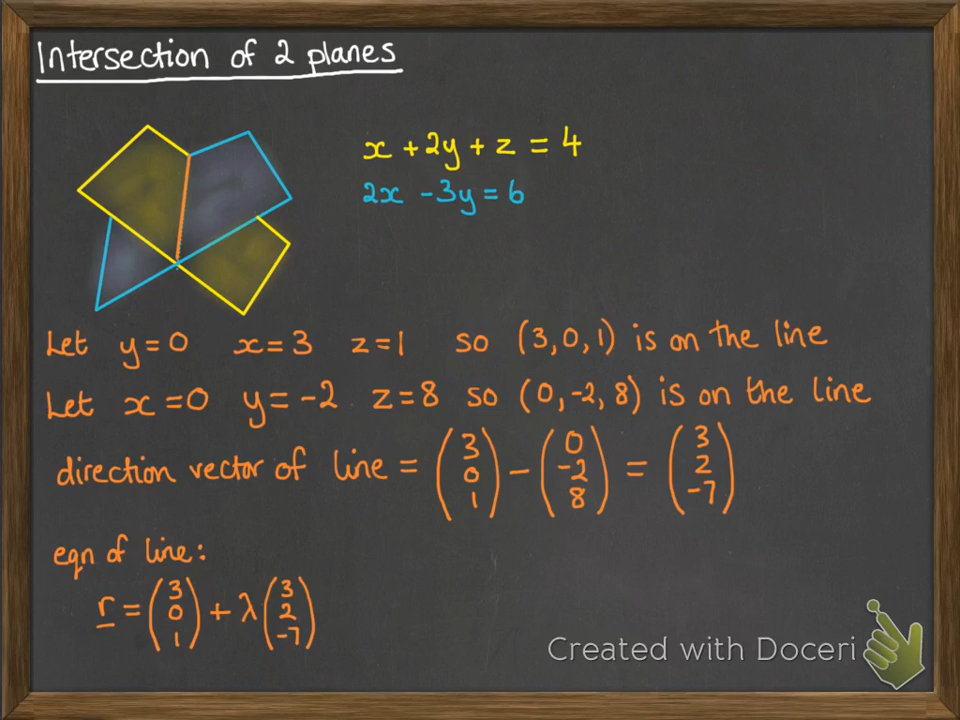 Intersection of 2 planes
x + 2y + z = 4
2x - 3y = 6
Let y = 0 x = 3 z = 1 so (3, 0, 1) is on the line
Let x = 0 y = -2 z = 8 so (0, -2, 8) is on the line
direction vector of line = (3 0 1) - (0 -2 8) = (3 2 -7)
eqn of line:
r = (3 0 1) + λ (3 2 -7)
Created with Doceri